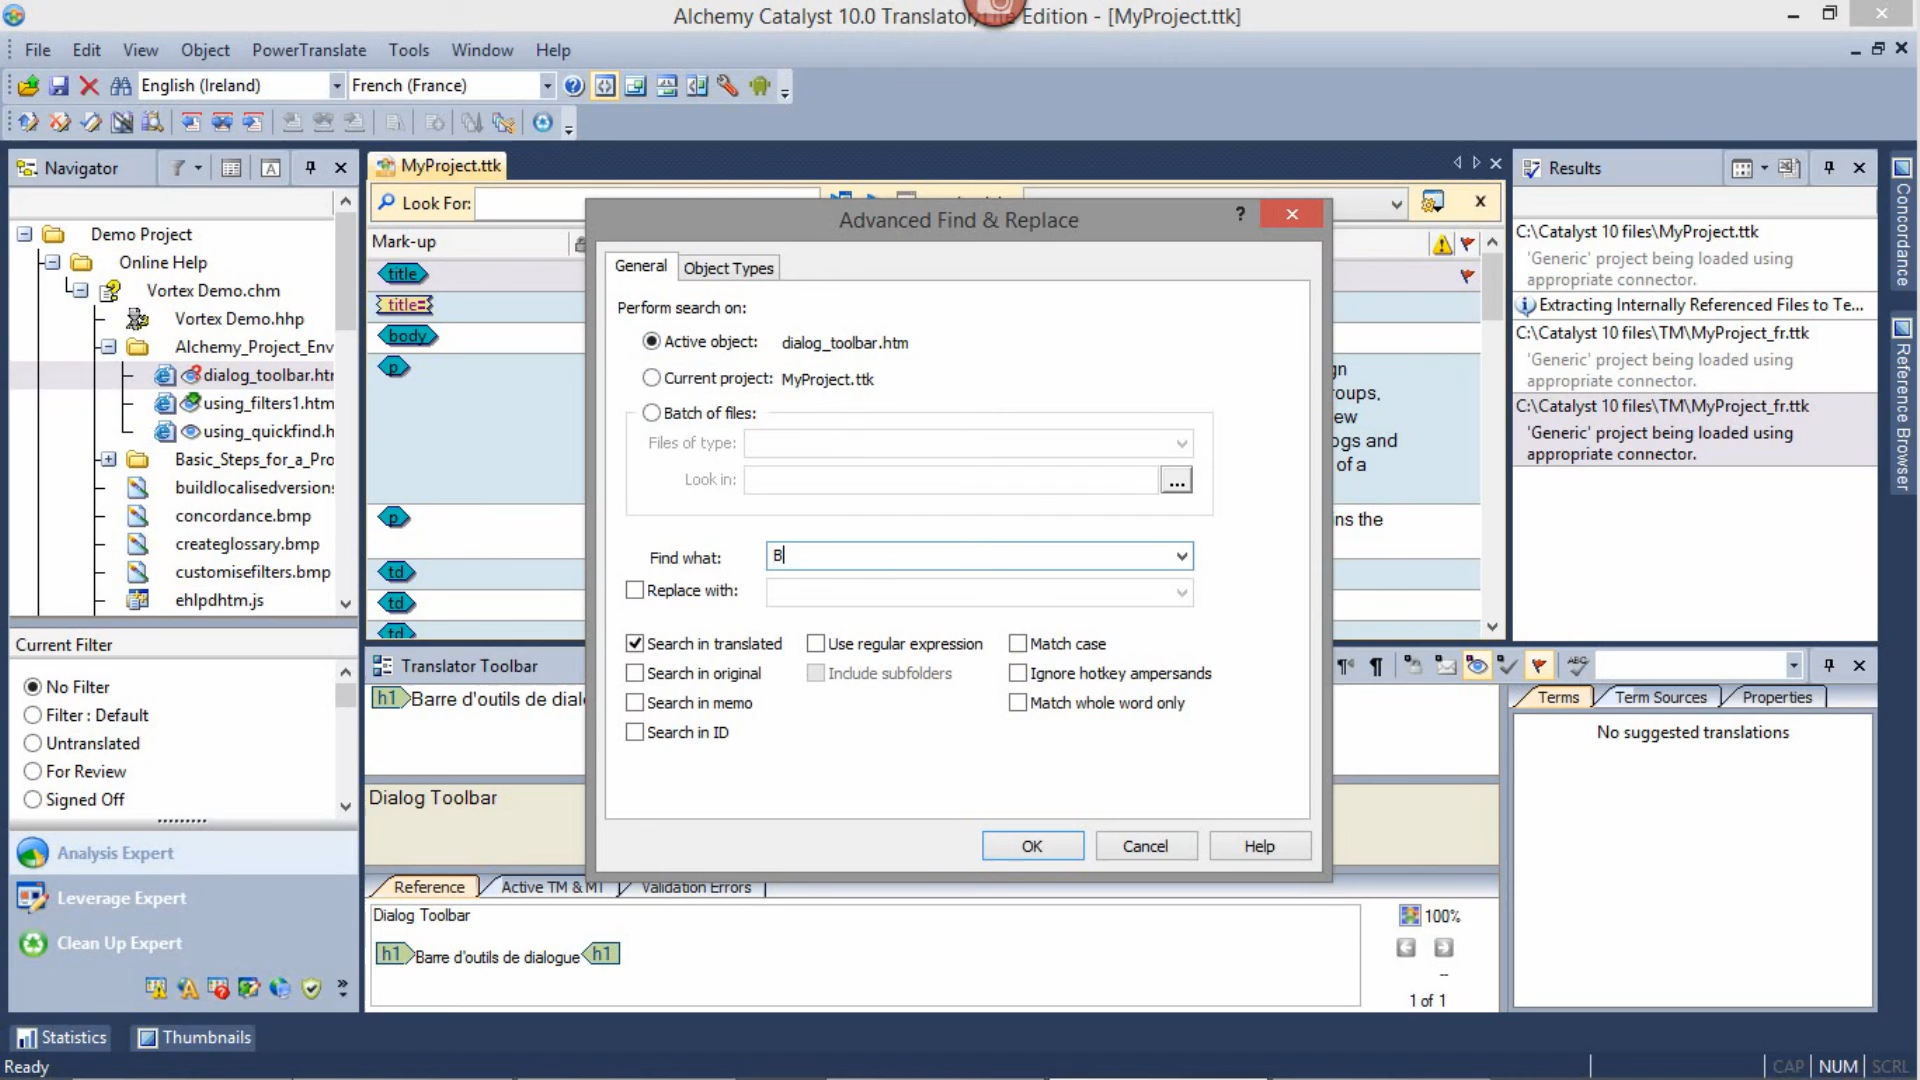 Alchemy Catalyst 10.0 Translator/Lite Edition - [MyProject.ttk]
File Edit View Object PowerTranslate Tools Window Help
English (Ireland) French (France)
Navigator
MyProject.ttk
Results
Look For:
Demo Project
Online Help
Vortex Demo.chm
Vortex Demo.hhp
Alchemy_Project_Env
dialog_toolbar.htm
using_filters1.htm
using_quickfind.h
Basic_Steps_for_a_Pro
buildlocalisedversions
concordance.bmp
createglossary.bmp
customisefilters.bmp
ehlpdhtm.js
Mark-up
title
title=
body
p
p
td
td
td
gn
oups,
ew
ogs and
of a
ins the
Advanced Find & Replace
General Object Types
Perform search on:
Active object: dialog_toolbar.htm
Current project: MyProject.ttk
Batch of files:
Files of type:
Look in: ...
Find what: B
Replace with:
Search in translated Use regular expression Match case
Search in original Include subfolders Ignore hotkey ampersands
Search in memo Match whole word only
Search in ID
OK Cancel Help
C:\Catalyst 10 files\MyProject.ttk
'Generic' project being loaded using
appropriate connector.
Extracting Internally Referenced Files to Te...
C:\Catalyst 10 files\TM\MyProject_fr.ttk
'Generic' project being loaded using
appropriate connector.
C:\Catalyst 10 files\TM\MyProject_fr.ttk
'Generic' project being loaded using
appropriate connector.
Concordance
Reference Browser
Current Filter
No Filter
Filter : Default
Untranslated
For Review
Signed Off
Analysis Expert
Leverage Expert
Clean Up Expert
Translator Toolbar
h1 Barre d'outils de dial
Dialog Toolbar
Reference Active TM & MT Validation Errors
Dialog Toolbar
h1 Barre d'outils de dialogue h1
100%
--
1 of 1
ABC
Terms Term Sources Properties
No suggested translations
Statistics Thumbnails
Ready
CAP NUM SCRL